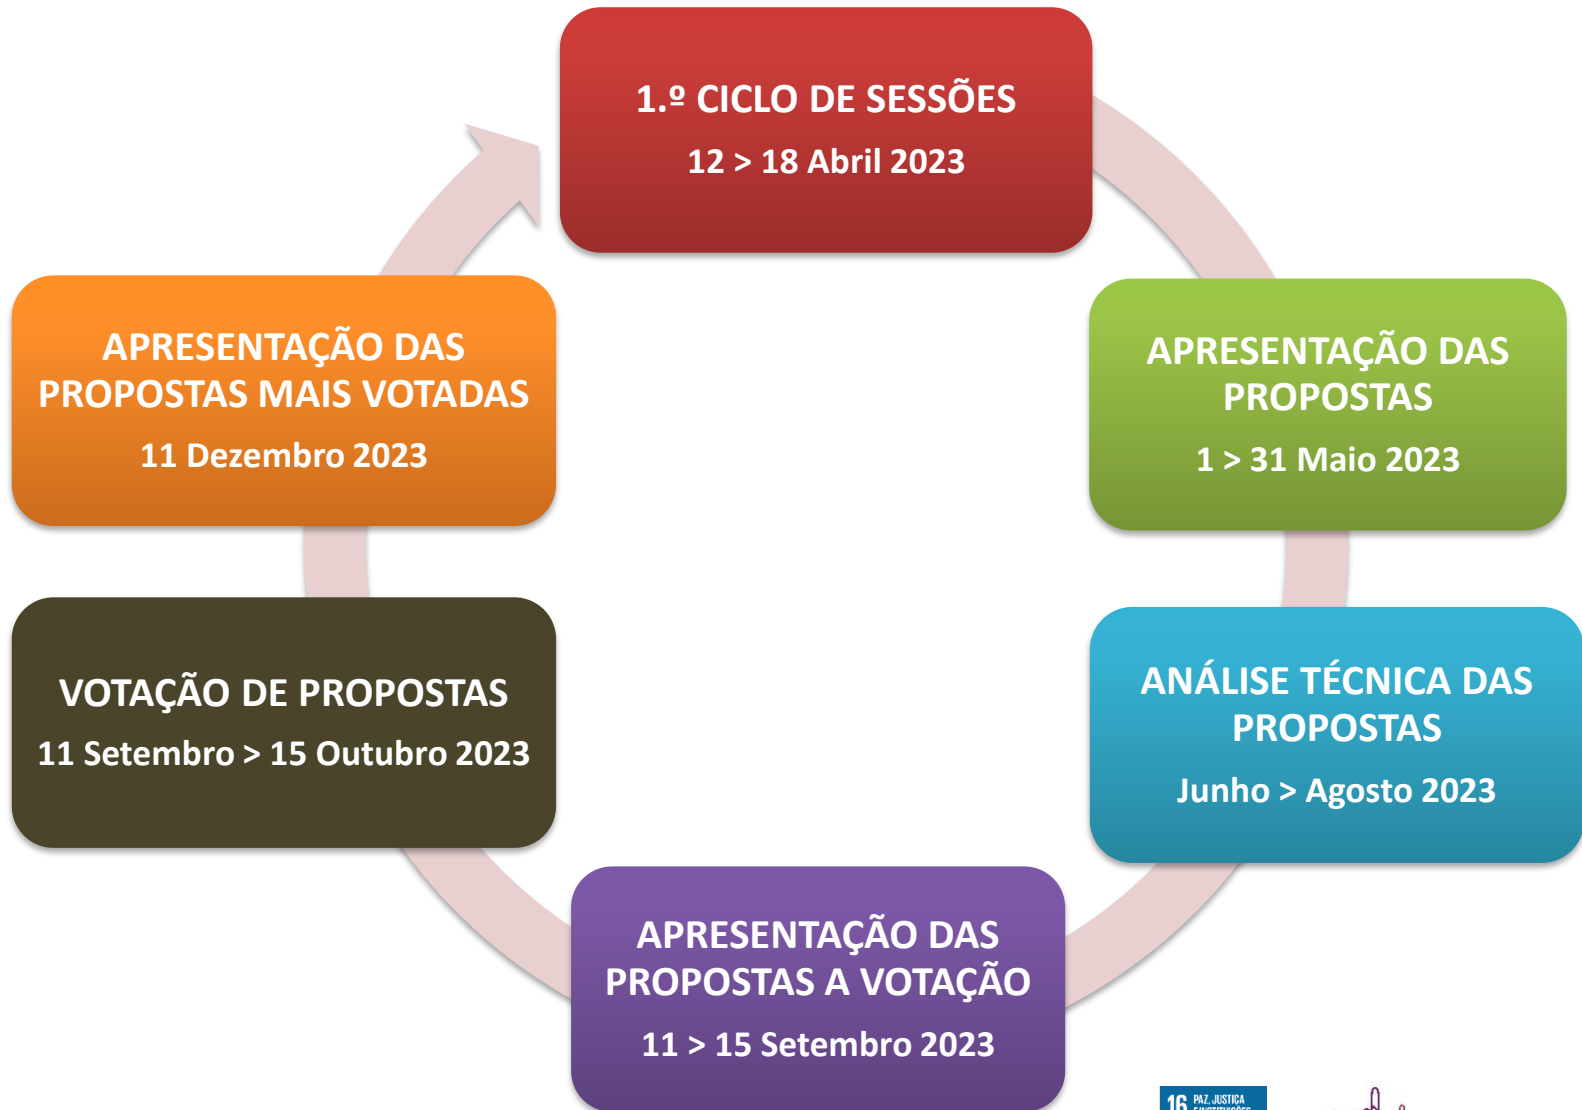 1.º CICLO DE SESSÕES
12 > 18 Abril 2023
APRESENTAÇÃO DAS
PROPOSTAS
1 > 31 Maio 2023
ANÁLISE TÉCNICA DAS
PROPOSTAS
Junho > Agosto 2023
APRESENTAÇÃO DAS
PROPOSTAS A VOTAÇÃO
11 > 15 Setembro 2023
VOTAÇÃO DE PROPOSTAS
11 Setembro > 15 Outubro 2023
APRESENTAÇÃO DAS
PROPOSTAS MAIS VOTADAS
11 Dezembro 2023
16 PAZ, JUSTIÇA